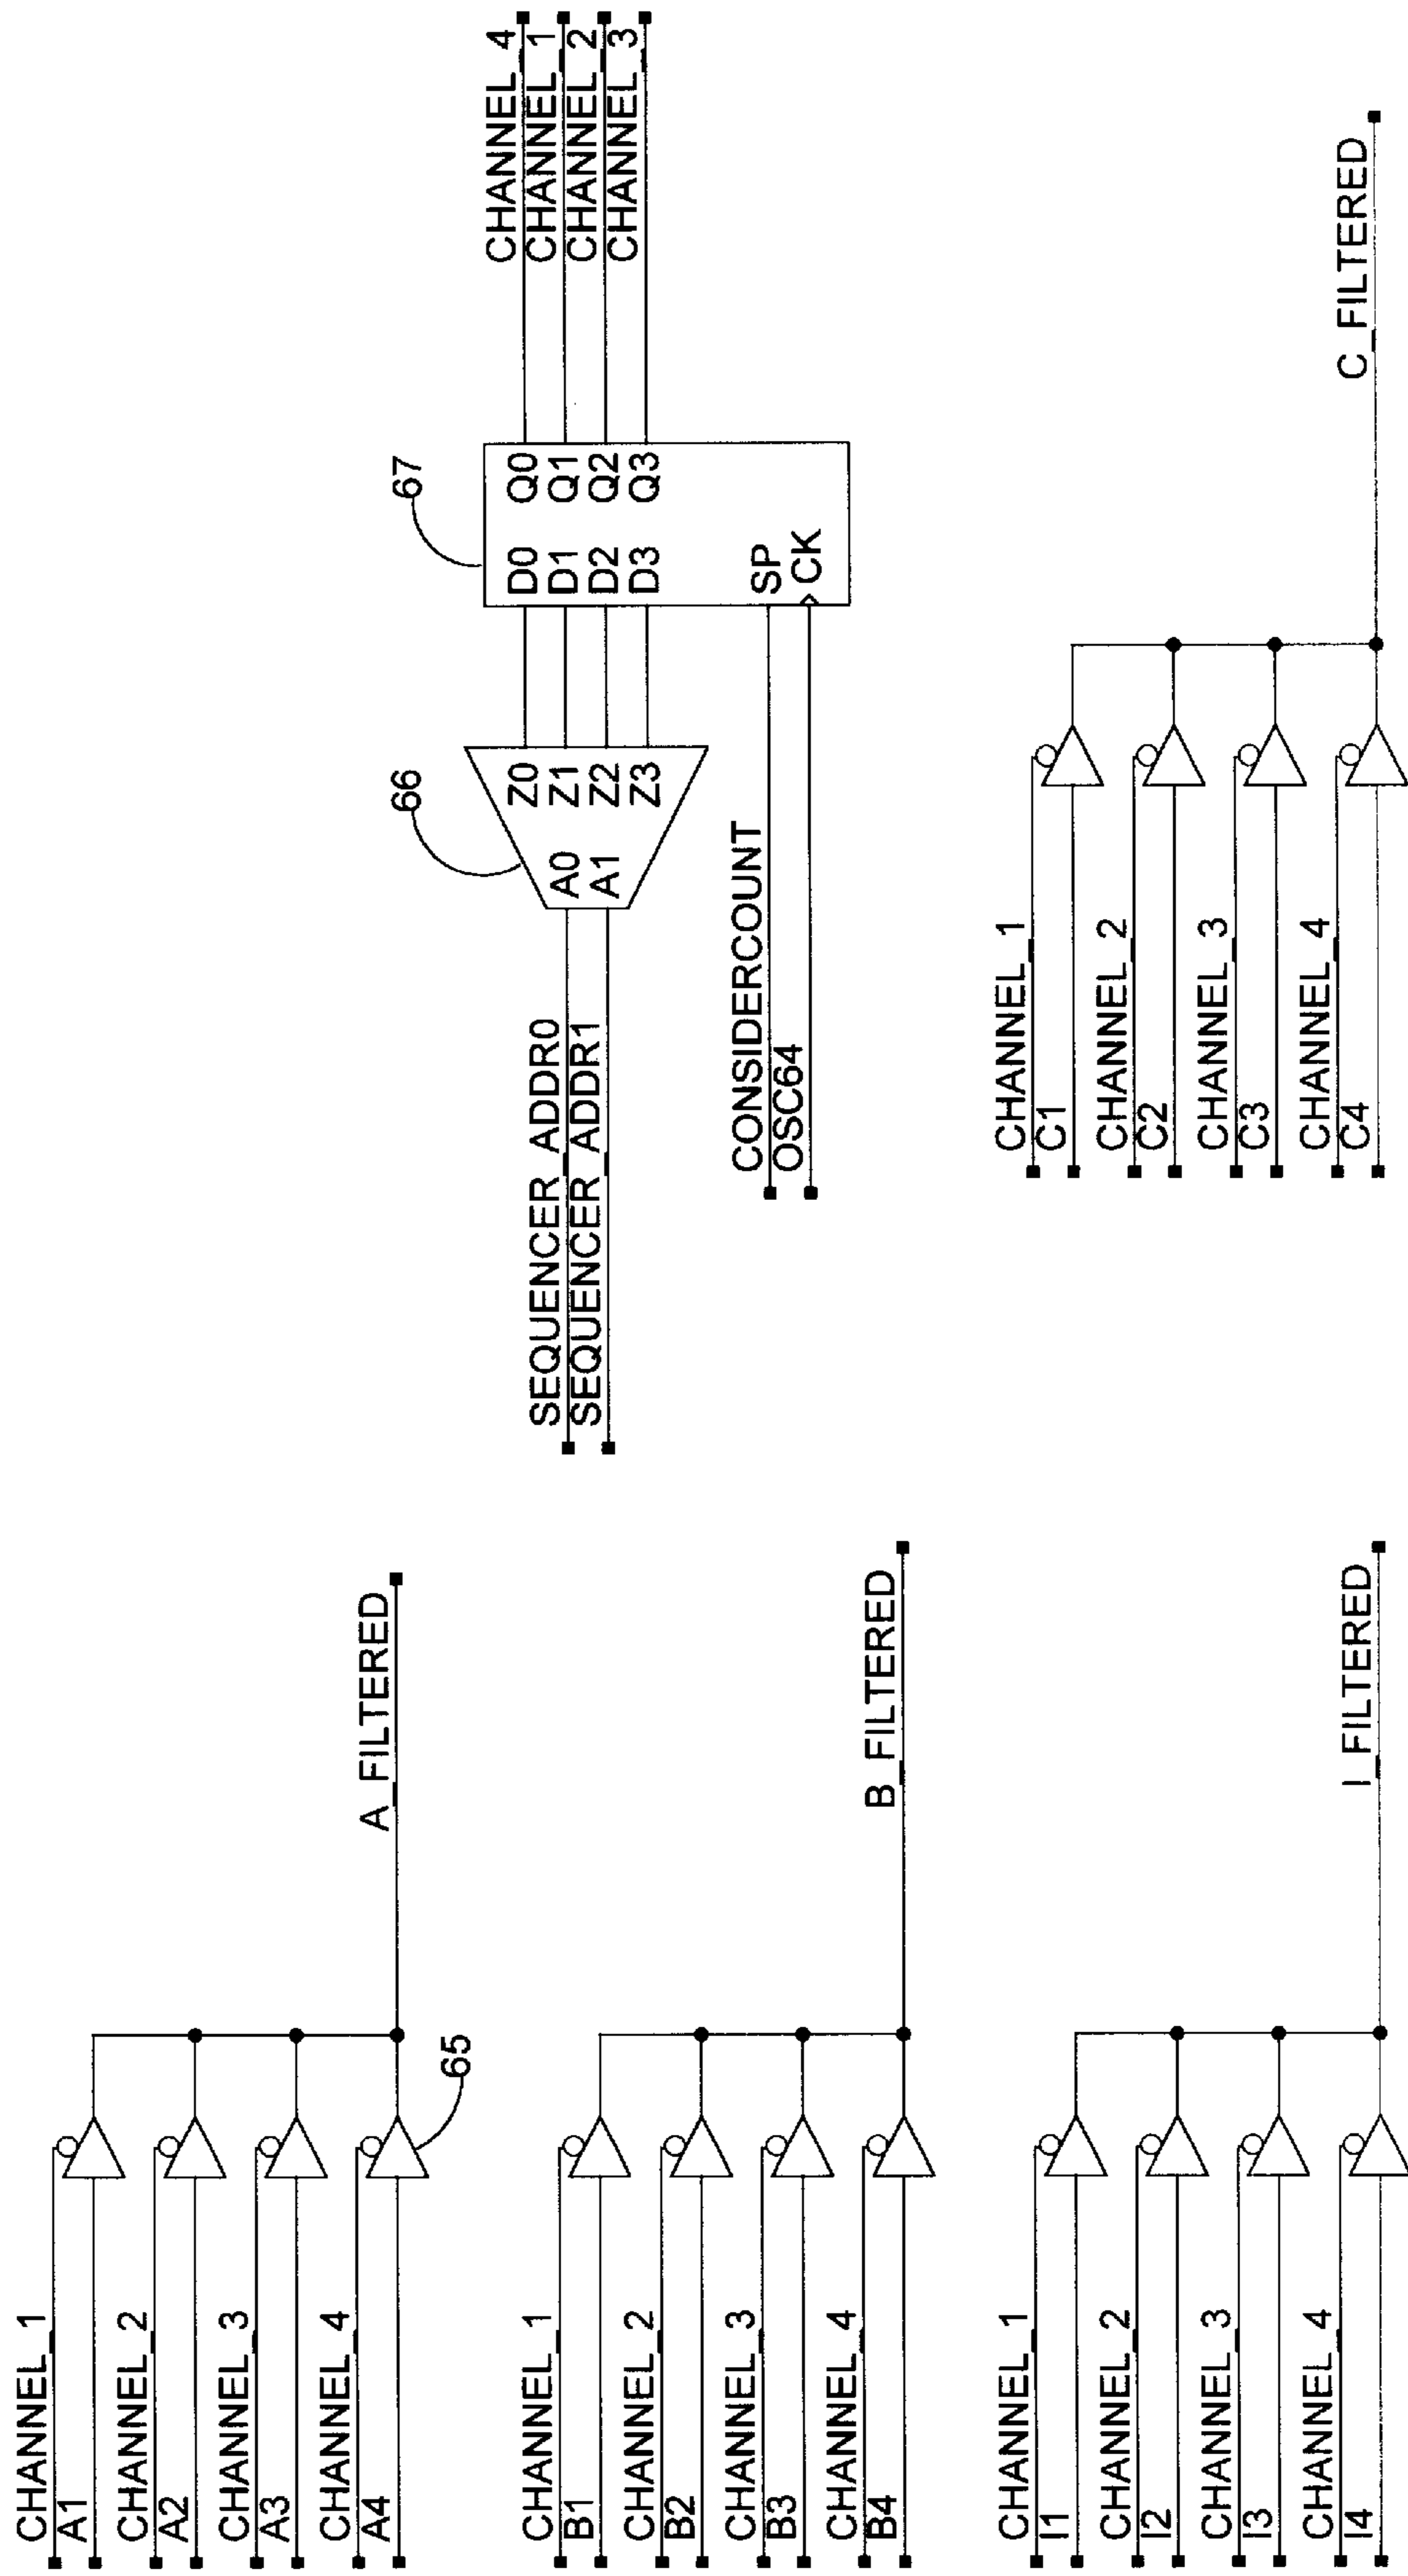 CHANNEL_1
A1
CHANNEL_2
A2
CHANNEL_3
A3
CHANNEL_4
A4
65
A_FILTERED
CHANNEL_1
B1
CHANNEL_2
B2
CHANNEL_3
B3
CHANNEL_4
B4
B_FILTERED
CHANNEL_1
I1
CHANNEL_2
I2
CHANNEL_3
I3
CHANNEL_4
I4
I_FILTERED
SEQUENCER_ADDR0
SEQUENCER_ADDR1
66
A0
A1
Z0
Z1
Z2
Z3
CONSIDERCOUNT
OSC64
67
D0 Q0
D1 Q1
D2 Q2
D3 Q3
SP
CK
CHANNEL_4
CHANNEL_1
CHANNEL_2
CHANNEL_3
CHANNEL_1
C1
CHANNEL_2
C2
CHANNEL_3
C3
CHANNEL_4
C4
C_FILTERED